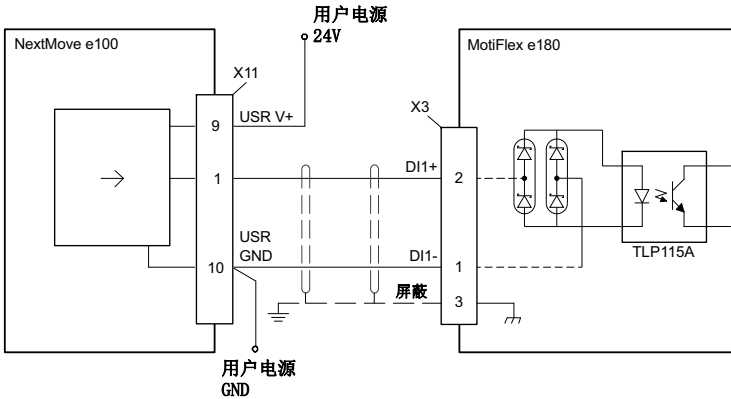 用户电源
24V
NextMove e100
MotiFlex e180
X11
X3
9
USR V+
1
DI1+
2
USR
GND
10
DI1-
1
TLP115A
屏蔽
3
用户电源
GND